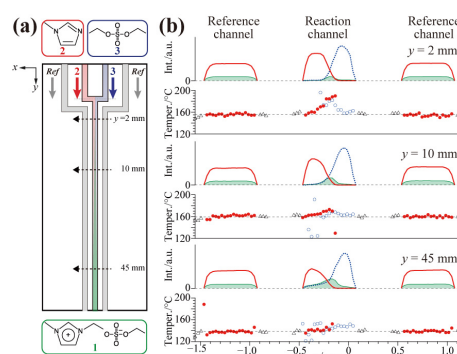 (a)
N
N
2
O
O
S
O
O
3
x
y
Ref
2
3
Ref
y=2 mm
10 mm
45 mm
N
+
N
O
O
S
O
O
1
(b)
Reference channel
Reaction channel
Reference channel
Int./a.u.
y = 2 mm
Temper./°C
200
160
120
Int./a.u.
y = 10 mm
Temper./°C
200
160
120
Int./a.u.
y = 45 mm
Temper./°C
200
160
120
-1.5
-1.0
-0.5
0.0
0.5
1.0